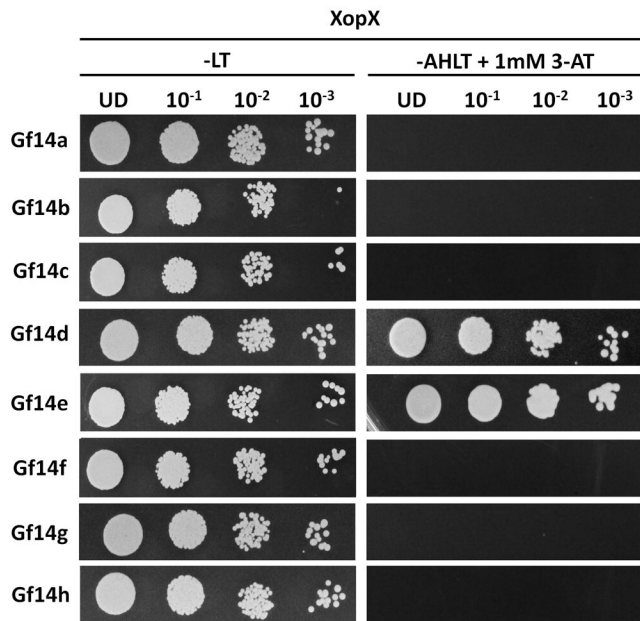 XopX
-LT -AHLT + 1mM 3-AT
UD 10⁻¹ 10⁻² 10⁻³ UD 10⁻¹ 10⁻² 10⁻³
Gf14a
Gf14b
Gf14c
Gf14d
Gf14e
Gf14f
Gf14g
Gf14h